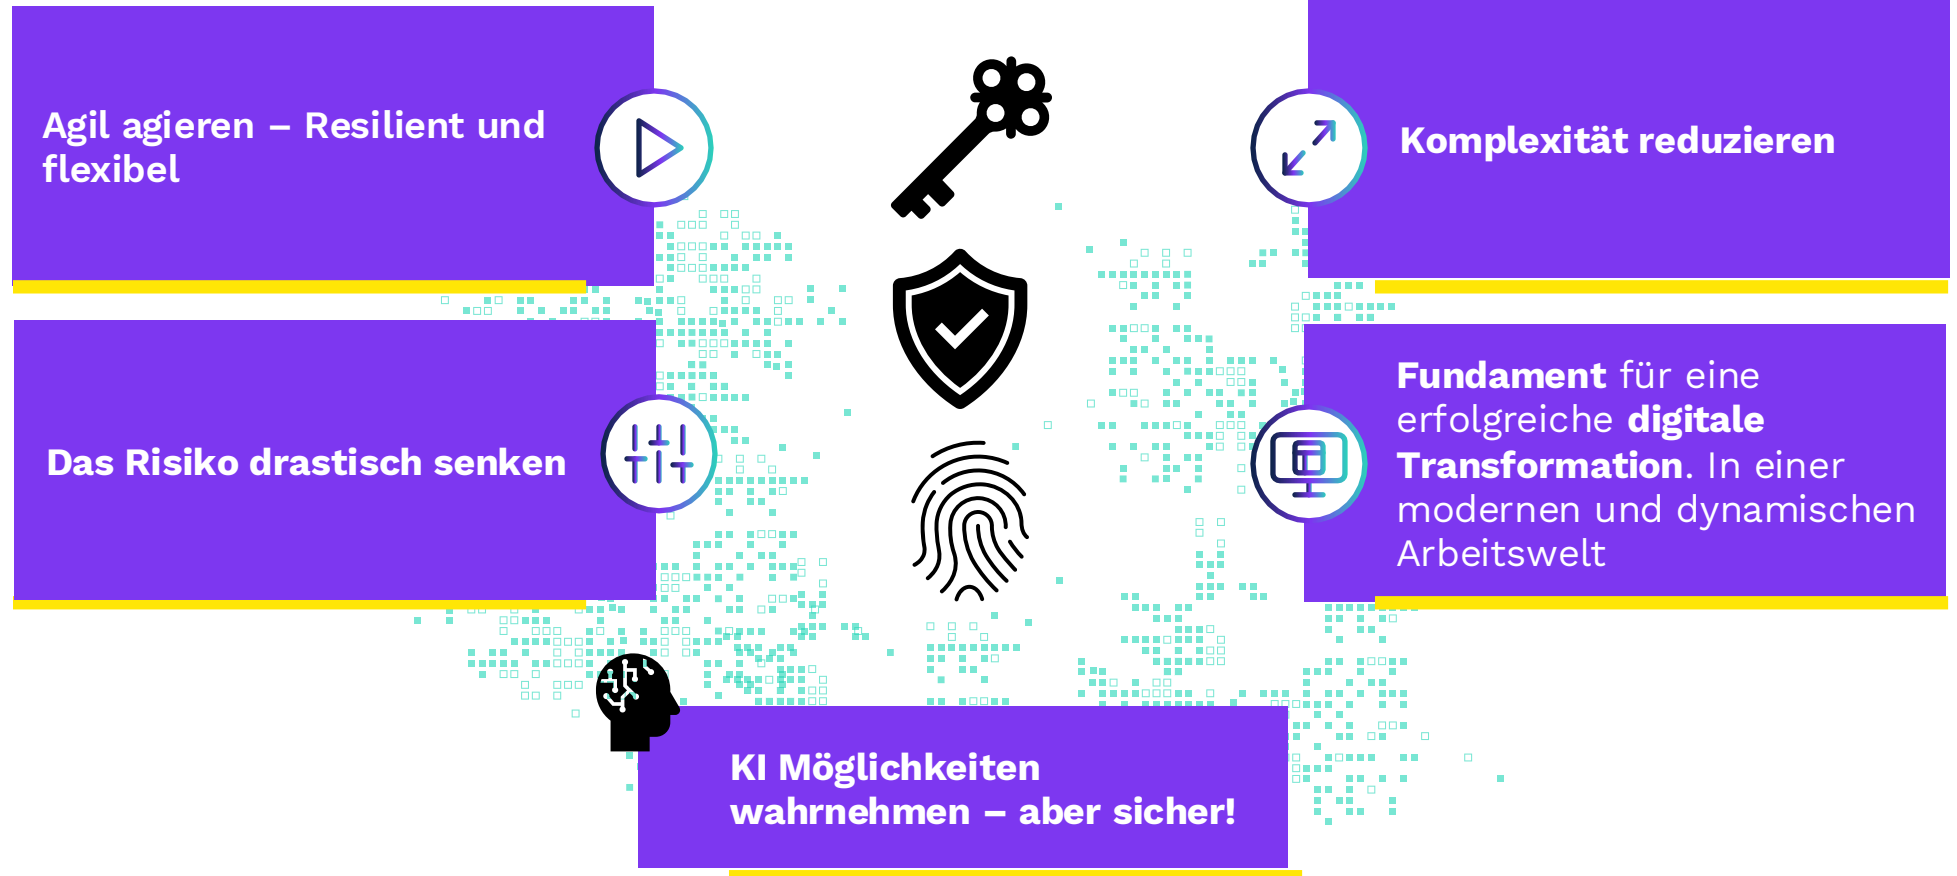 Agil agieren – Resilient und
flexibel
Komplexität reduzieren
Das Risiko drastisch senken
Fundament für eine
erfolgreiche digitale
Transformation. In einer
modernen und dynamischen
Arbeitswelt
KI Möglichkeiten
wahrnehmen – aber sicher!